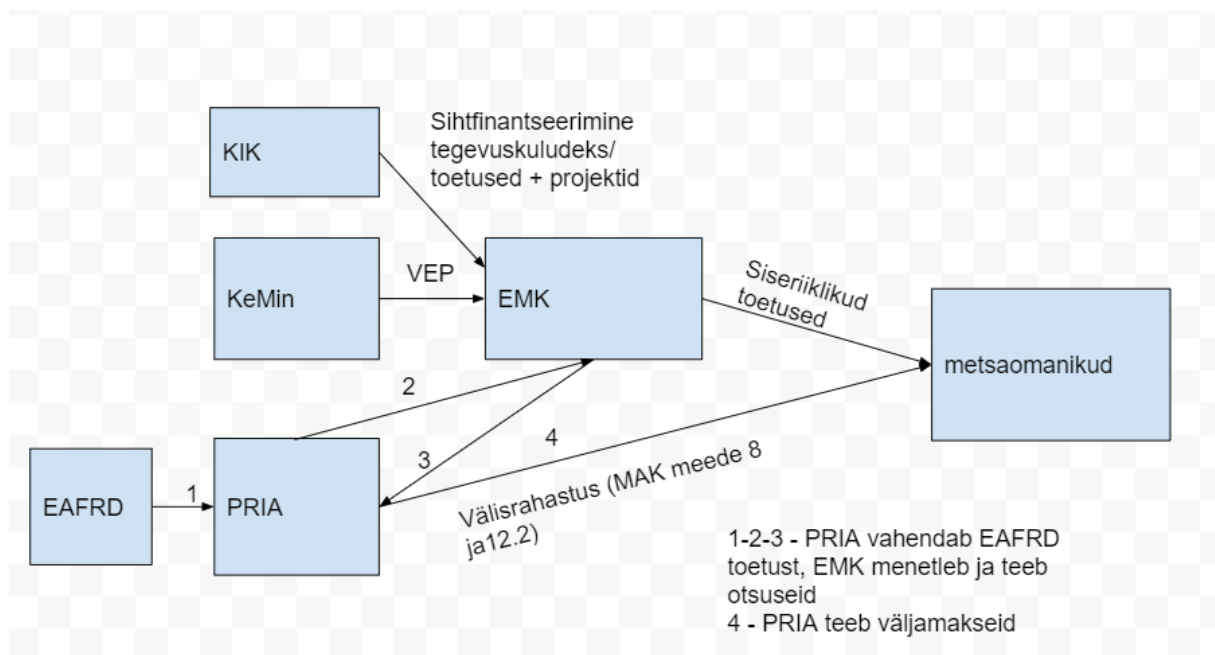 KIK
Sihtfinantseerimine
tegevuskuludeks/
toetused + projektid
KeMin
VEP
EMK
Siseriiklikud
toetused
metsaomanikud
2
3
4
EAFRD
1
PRIA
Välisrahastus (MAK meede 8
ja12.2)
1-2-3 - PRIA vahendab EAFRD
toetust, EMK menetleb ja teeb
otsuseid
4 - PRIA teeb väljamakseid